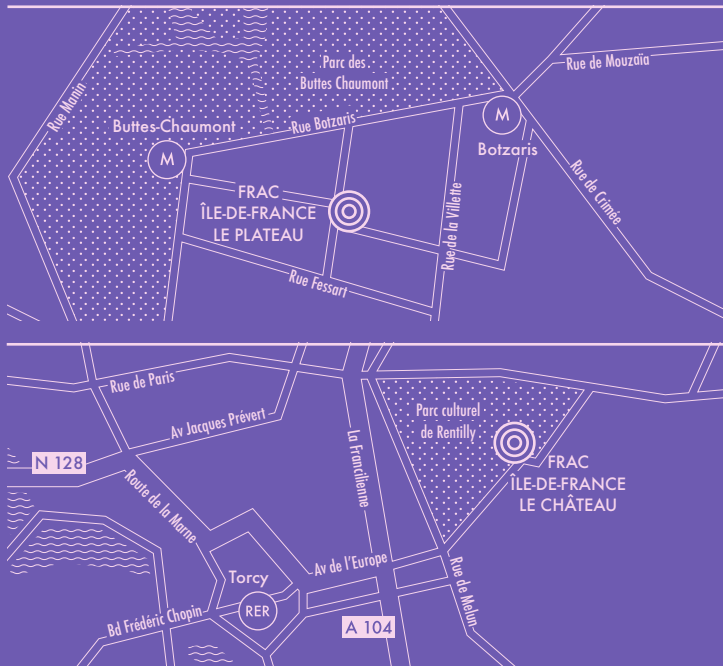 Parc des
Buttes Chaumont
Rue de Mouzaïa
Rue Manin
Buttes-Chaumont
M
Rue Botzaris
M
Botzaris
FRAC
ÎLE-DE-FRANCE
LE PLATEAU
Rue de la Villette
Rue de Crimée
Rue Fessart
Rue de Paris
Av Jacques Prévert
Parc culturel
de Rentilly
La Francilienne
N 128
FRAC
ÎLE-DE-FRANCE
LE CHÂTEAU
Route de la Marne
Torcy
RER
Av de l'Europe
Rue de Melun
Bd Frédéric Chopin
A 104